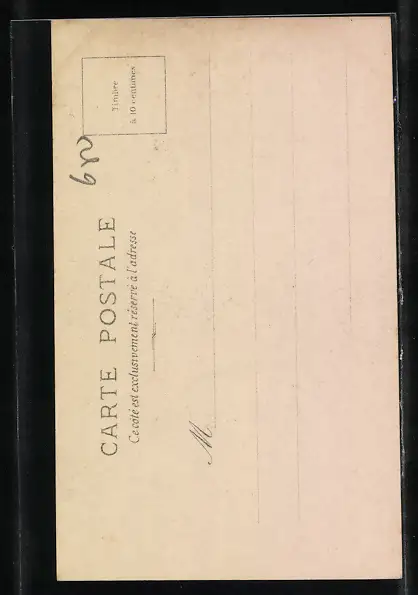 CARTE POSTALE
Ce côté est exclusivement réservé à l'adresse
Timbre
à 10 centimes
M